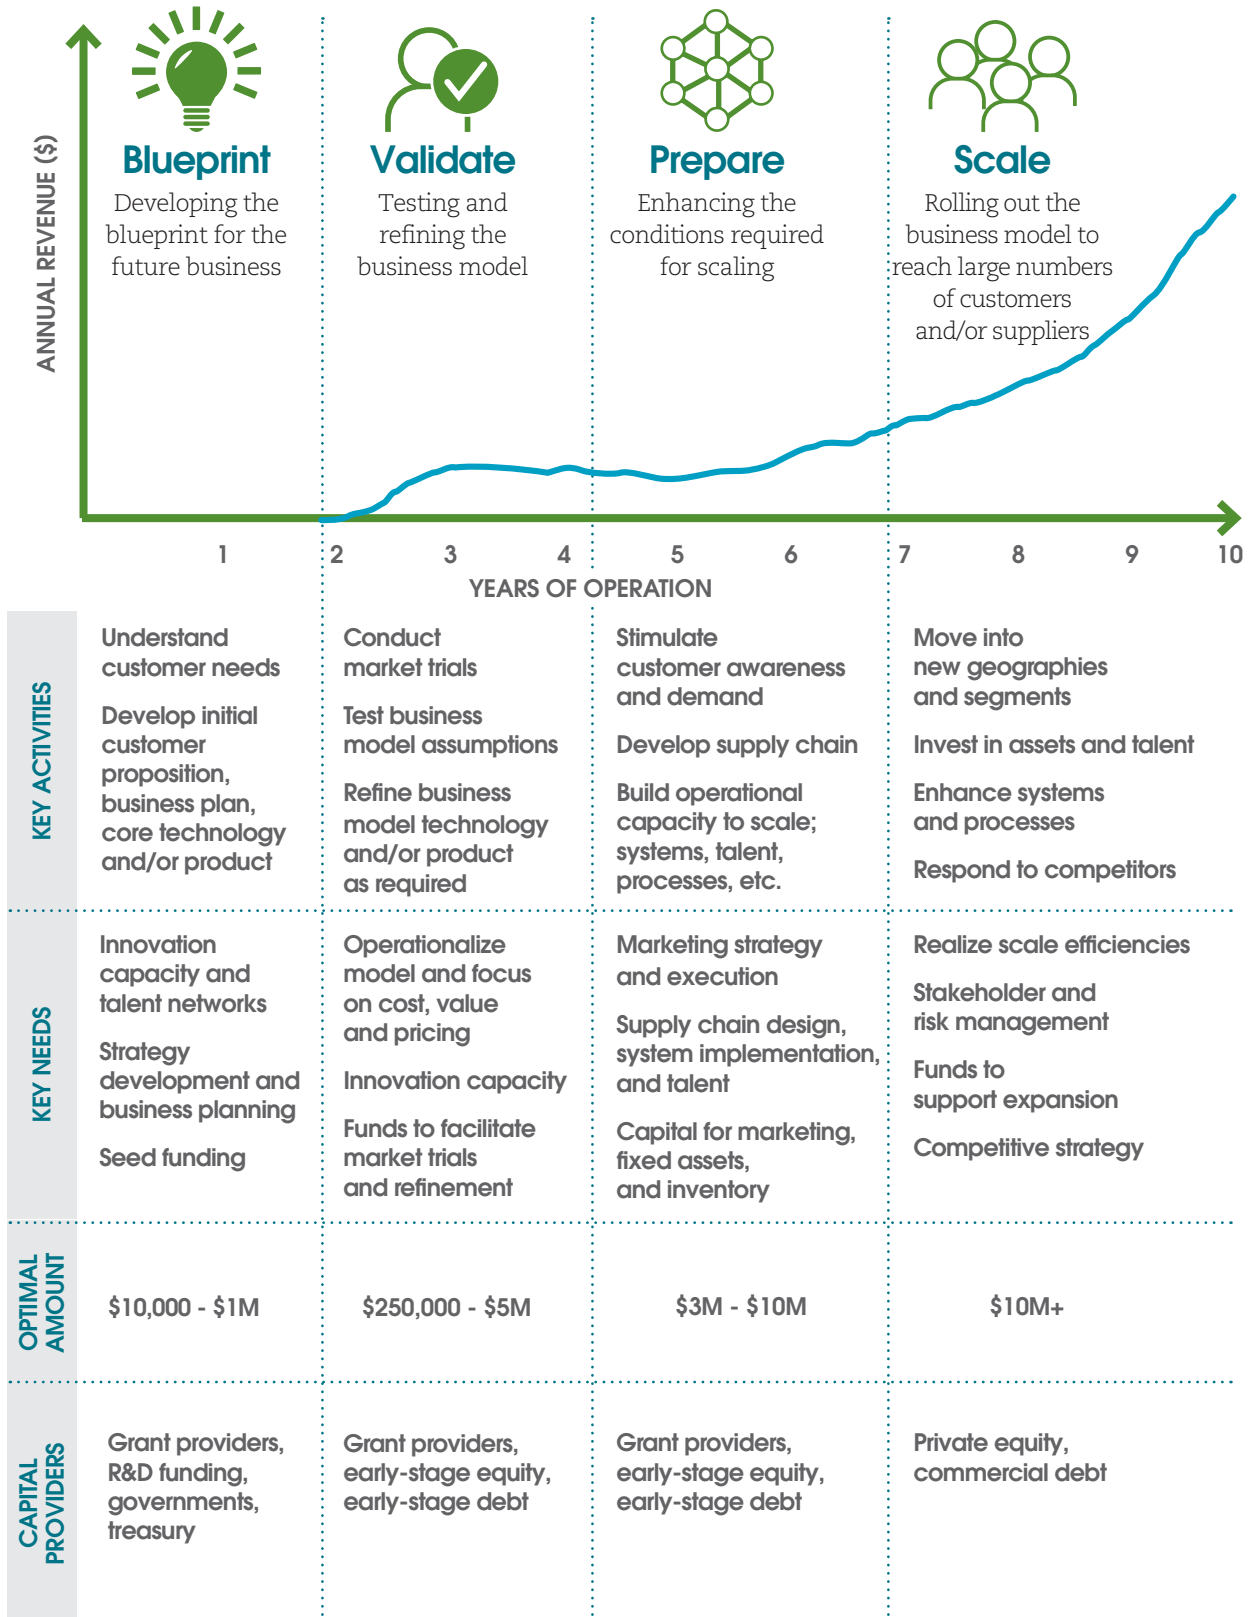 ANNUAL REVENUE ($)
Blueprint
Developing the
blueprint for the
future business
Validate
Testing and
refining the
business model
Prepare
Enhancing the
conditions required
for scaling
Scale
Rolling out the
business model to
reach large numbers
of customers
and/or suppliers
1 2 3 4 5 6 7 8 9 10
YEARS OF OPERATION
KEY ACTIVITIES
Understand
customer needs
Develop initial
customer
proposition,
business plan,
core technology
and/or product
Conduct
market trials
Test business
model assumptions
Refine business
model technology
and/or product
as required
Stimulate
customer awareness
and demand
Develop supply chain
Build operational
capacity to scale;
systems, talent,
processes, etc.
Move into
new geographies
and segments
Invest in assets and talent
Enhance systems
and processes
Respond to competitors
KEY NEEDS
Innovation
capacity and
talent networks
Strategy
development and
business planning
Seed funding
Operationalize
model and focus
on cost, value
and pricing
Innovation capacity
Funds to facilitate
market trials
and refinement
Marketing strategy
and execution
Supply chain design,
system implementation,
and talent
Capital for marketing,
fixed assets,
and inventory
Realize scale efficiencies
Stakeholder and
risk management
Funds to
support expansion
Competitive strategy
OPTIMAL
AMOUNT
$10,000 - $1M
$250,000 - $5M
$3M - $10M
$10M+
CAPITAL
PROVIDERS
Grant providers,
R&D funding,
governments,
treasury
Grant providers,
early-stage equity,
early-stage debt
Grant providers,
early-stage equity,
early-stage debt
Private equity,
commercial debt